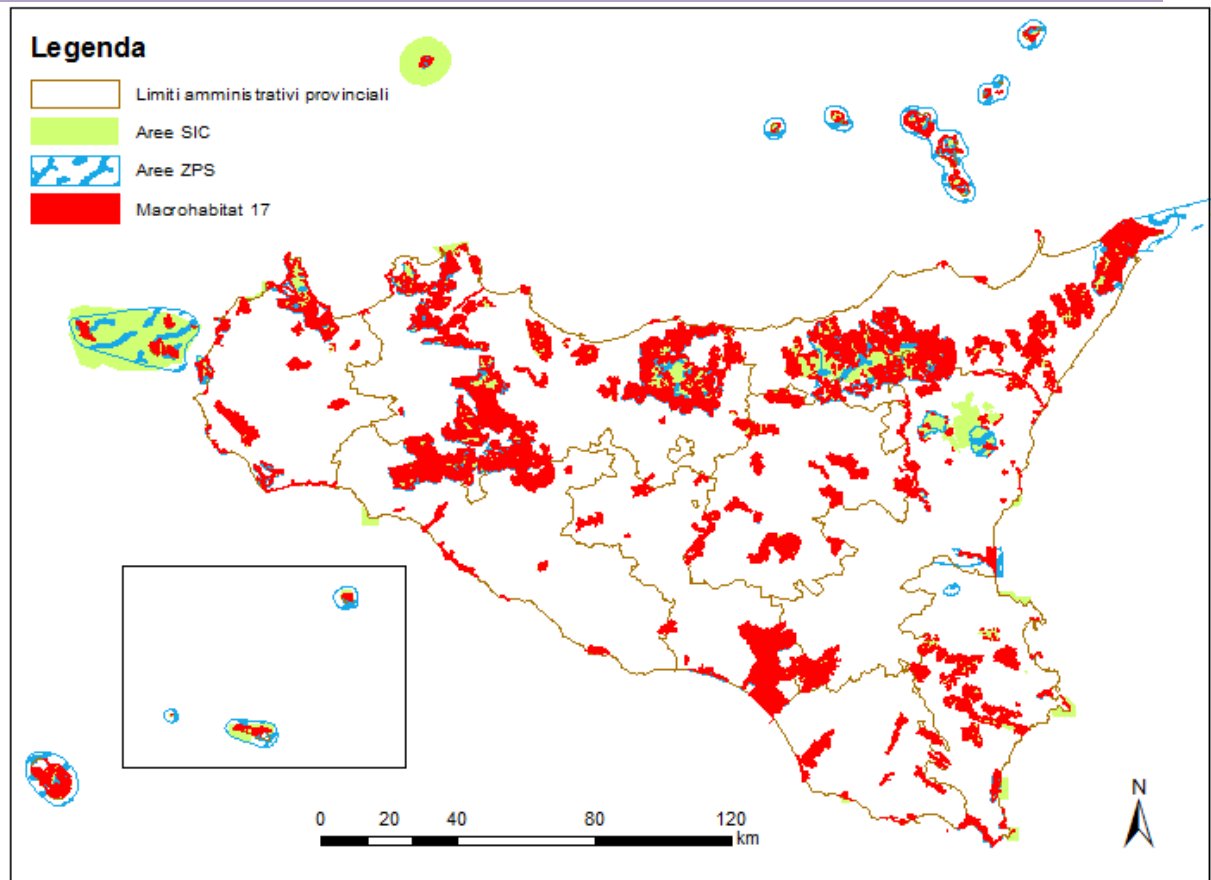 Legenda
Limiti amministrativi provinciali
Aree SIC
Aree ZPS
Macrohabitat 17
N
0 20 40 80 120
km